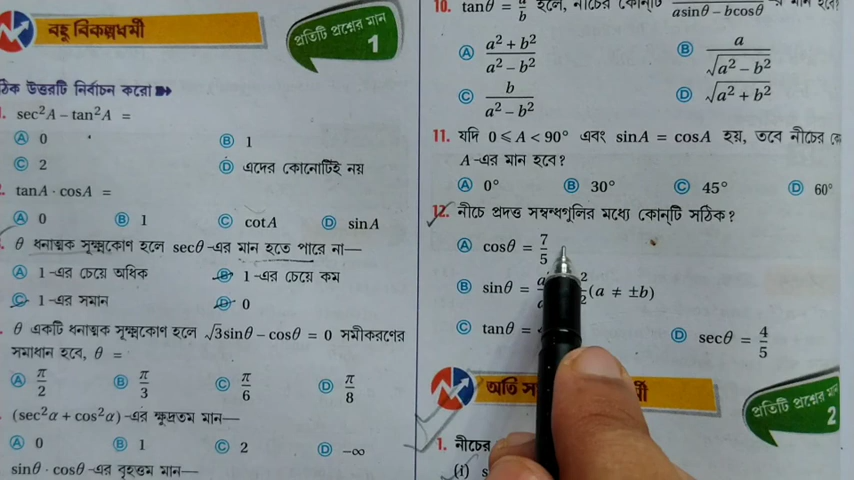 বহু বিকল্পধর্মী
প্রতিটি প্রশ্নের মান
1
ঠিক উত্তরটি নির্বাচন করো
sec²A – tan²A =
Ⓐ 0 Ⓑ 1
Ⓒ 2 Ⓓ এদের কোনোটিই নয়
tanA · cosA =
Ⓐ 0 Ⓑ 1 Ⓒ cotA Ⓓ sinA
θ ধনাত্মক সূক্ষ্মকোণ হলে secθ-এর মান হতে পারে না—
Ⓐ 1-এর চেয়ে অধিক Ⓑ 1-এর চেয়ে কম
Ⓒ 1-এর সমান Ⓓ 0
θ একটি ধনাত্মক সূক্ষ্মকোণ হলে √3sinθ – cosθ = 0 সমীকরণের
সমাধান হবে, θ =
Ⓐ π/2 Ⓑ π/3 Ⓒ π/6 Ⓓ π/8
(sec²α + cos²α)-এর ক্ষুদ্রতম মান—
Ⓐ 0 Ⓑ 1 Ⓒ 2 Ⓓ –∞
sinθ · cosθ-এর বৃহত্তম মান—
10. tanθ = a/b হলে, নীচের কোনটি asinθ – bcosθ -র মান হবে?
Ⓐ a² + b²/a² – b² Ⓑ a/√a² – b²
Ⓒ b/a² – b² Ⓓ √a² + b²
11. যদি 0 ⩽ A < 90° এবং sinA = cosA হয়, তবে নীচের
A-এর মান হবে?
Ⓐ 0° Ⓑ 30° Ⓒ 45° Ⓓ 60°
12. নীচে প্রদত্ত সম্বন্ধগুলির মধ্যে কোন্‌টি সঠিক?
Ⓐ cosθ = 7/5
Ⓑ sinθ = (a ≠ ±b)
Ⓒ tanθ = Ⓓ secθ = 4/5
অতি
প্রতিটি প্রশ্নের মান
2
1. নীচের
(i)